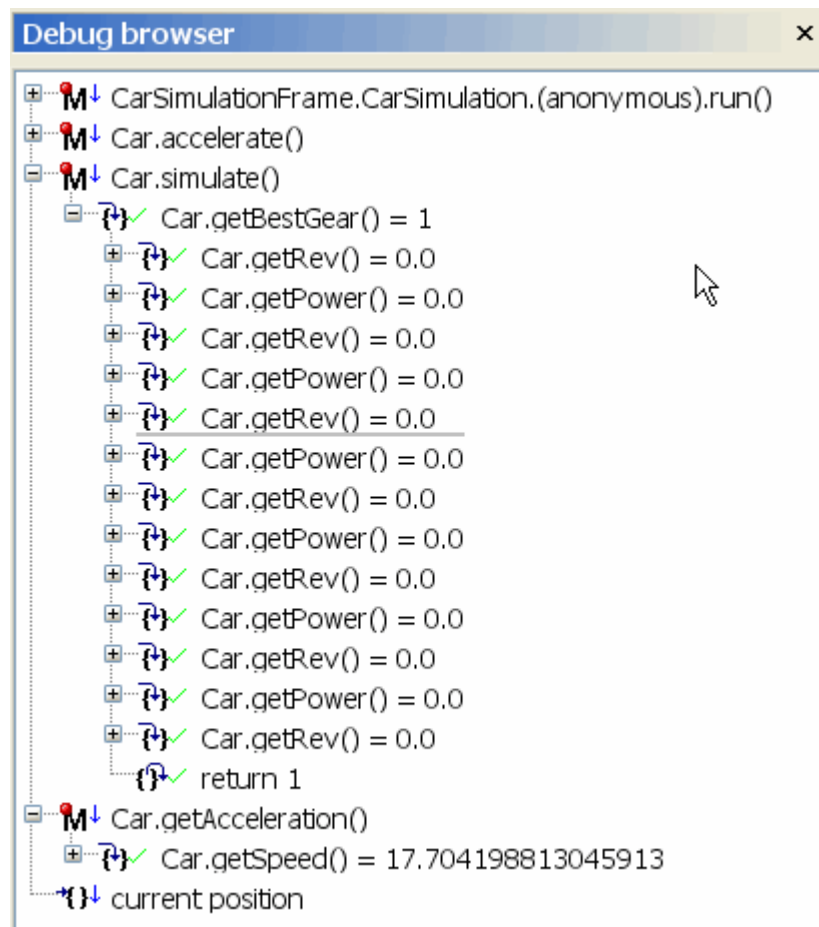 Debug browser
CarSimulationFrame.CarSimulation.(anonymous).run()
Car.accelerate()
Car.simulate()
Car.getBestGear() = 1
Car.getRev() = 0.0
Car.getPower() = 0.0
Car.getRev() = 0.0
Car.getPower() = 0.0
Car.getRev() = 0.0
Car.getPower() = 0.0
Car.getRev() = 0.0
Car.getPower() = 0.0
Car.getRev() = 0.0
Car.getPower() = 0.0
Car.getRev() = 0.0
Car.getPower() = 0.0
Car.getRev() = 0.0
return 1
Car.getAcceleration()
Car.getSpeed() = 17.704198813045913
current position